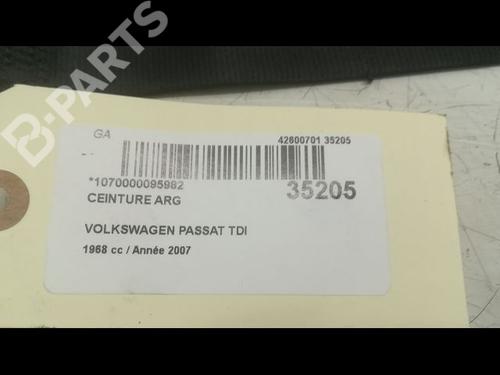 B-PARTS
GA
42600701 35205
*1070000095982
35205
CEINTURE ARG
VOLKSWAGEN PASSAT TDI
1968 cc / Année 2007